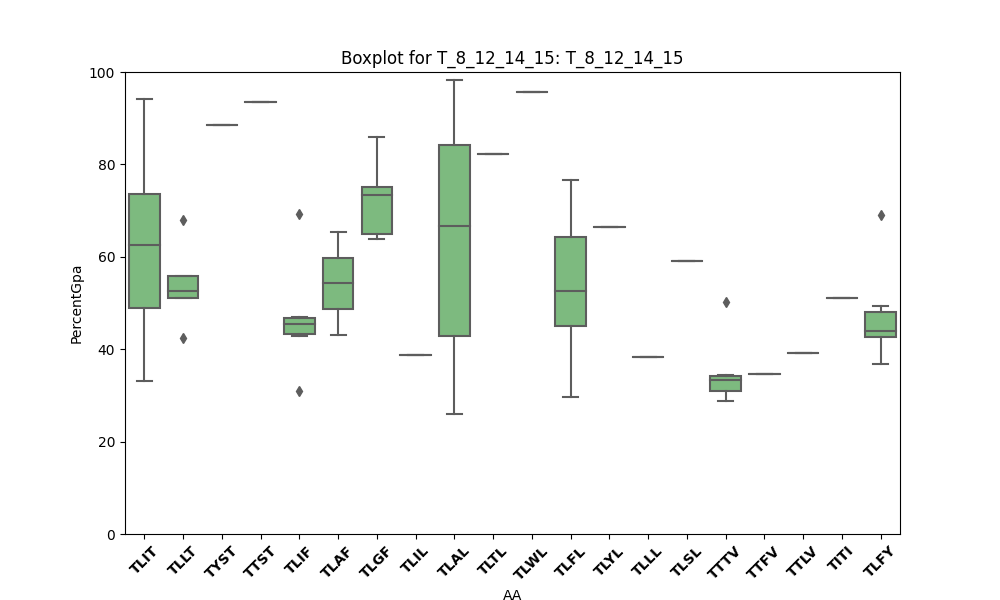 Boxplot for T_8_12_14_15: T_8_12_14_15
100
80
60
40
20
0
PercentGpa
TLIT TLLT TYST TTST TLIF TLAF TLGF TLIL TLAL TLTL TLWL TLFL TLYL TLLL TLSL TTTV TTFV TTLV TITI TLFY
AA